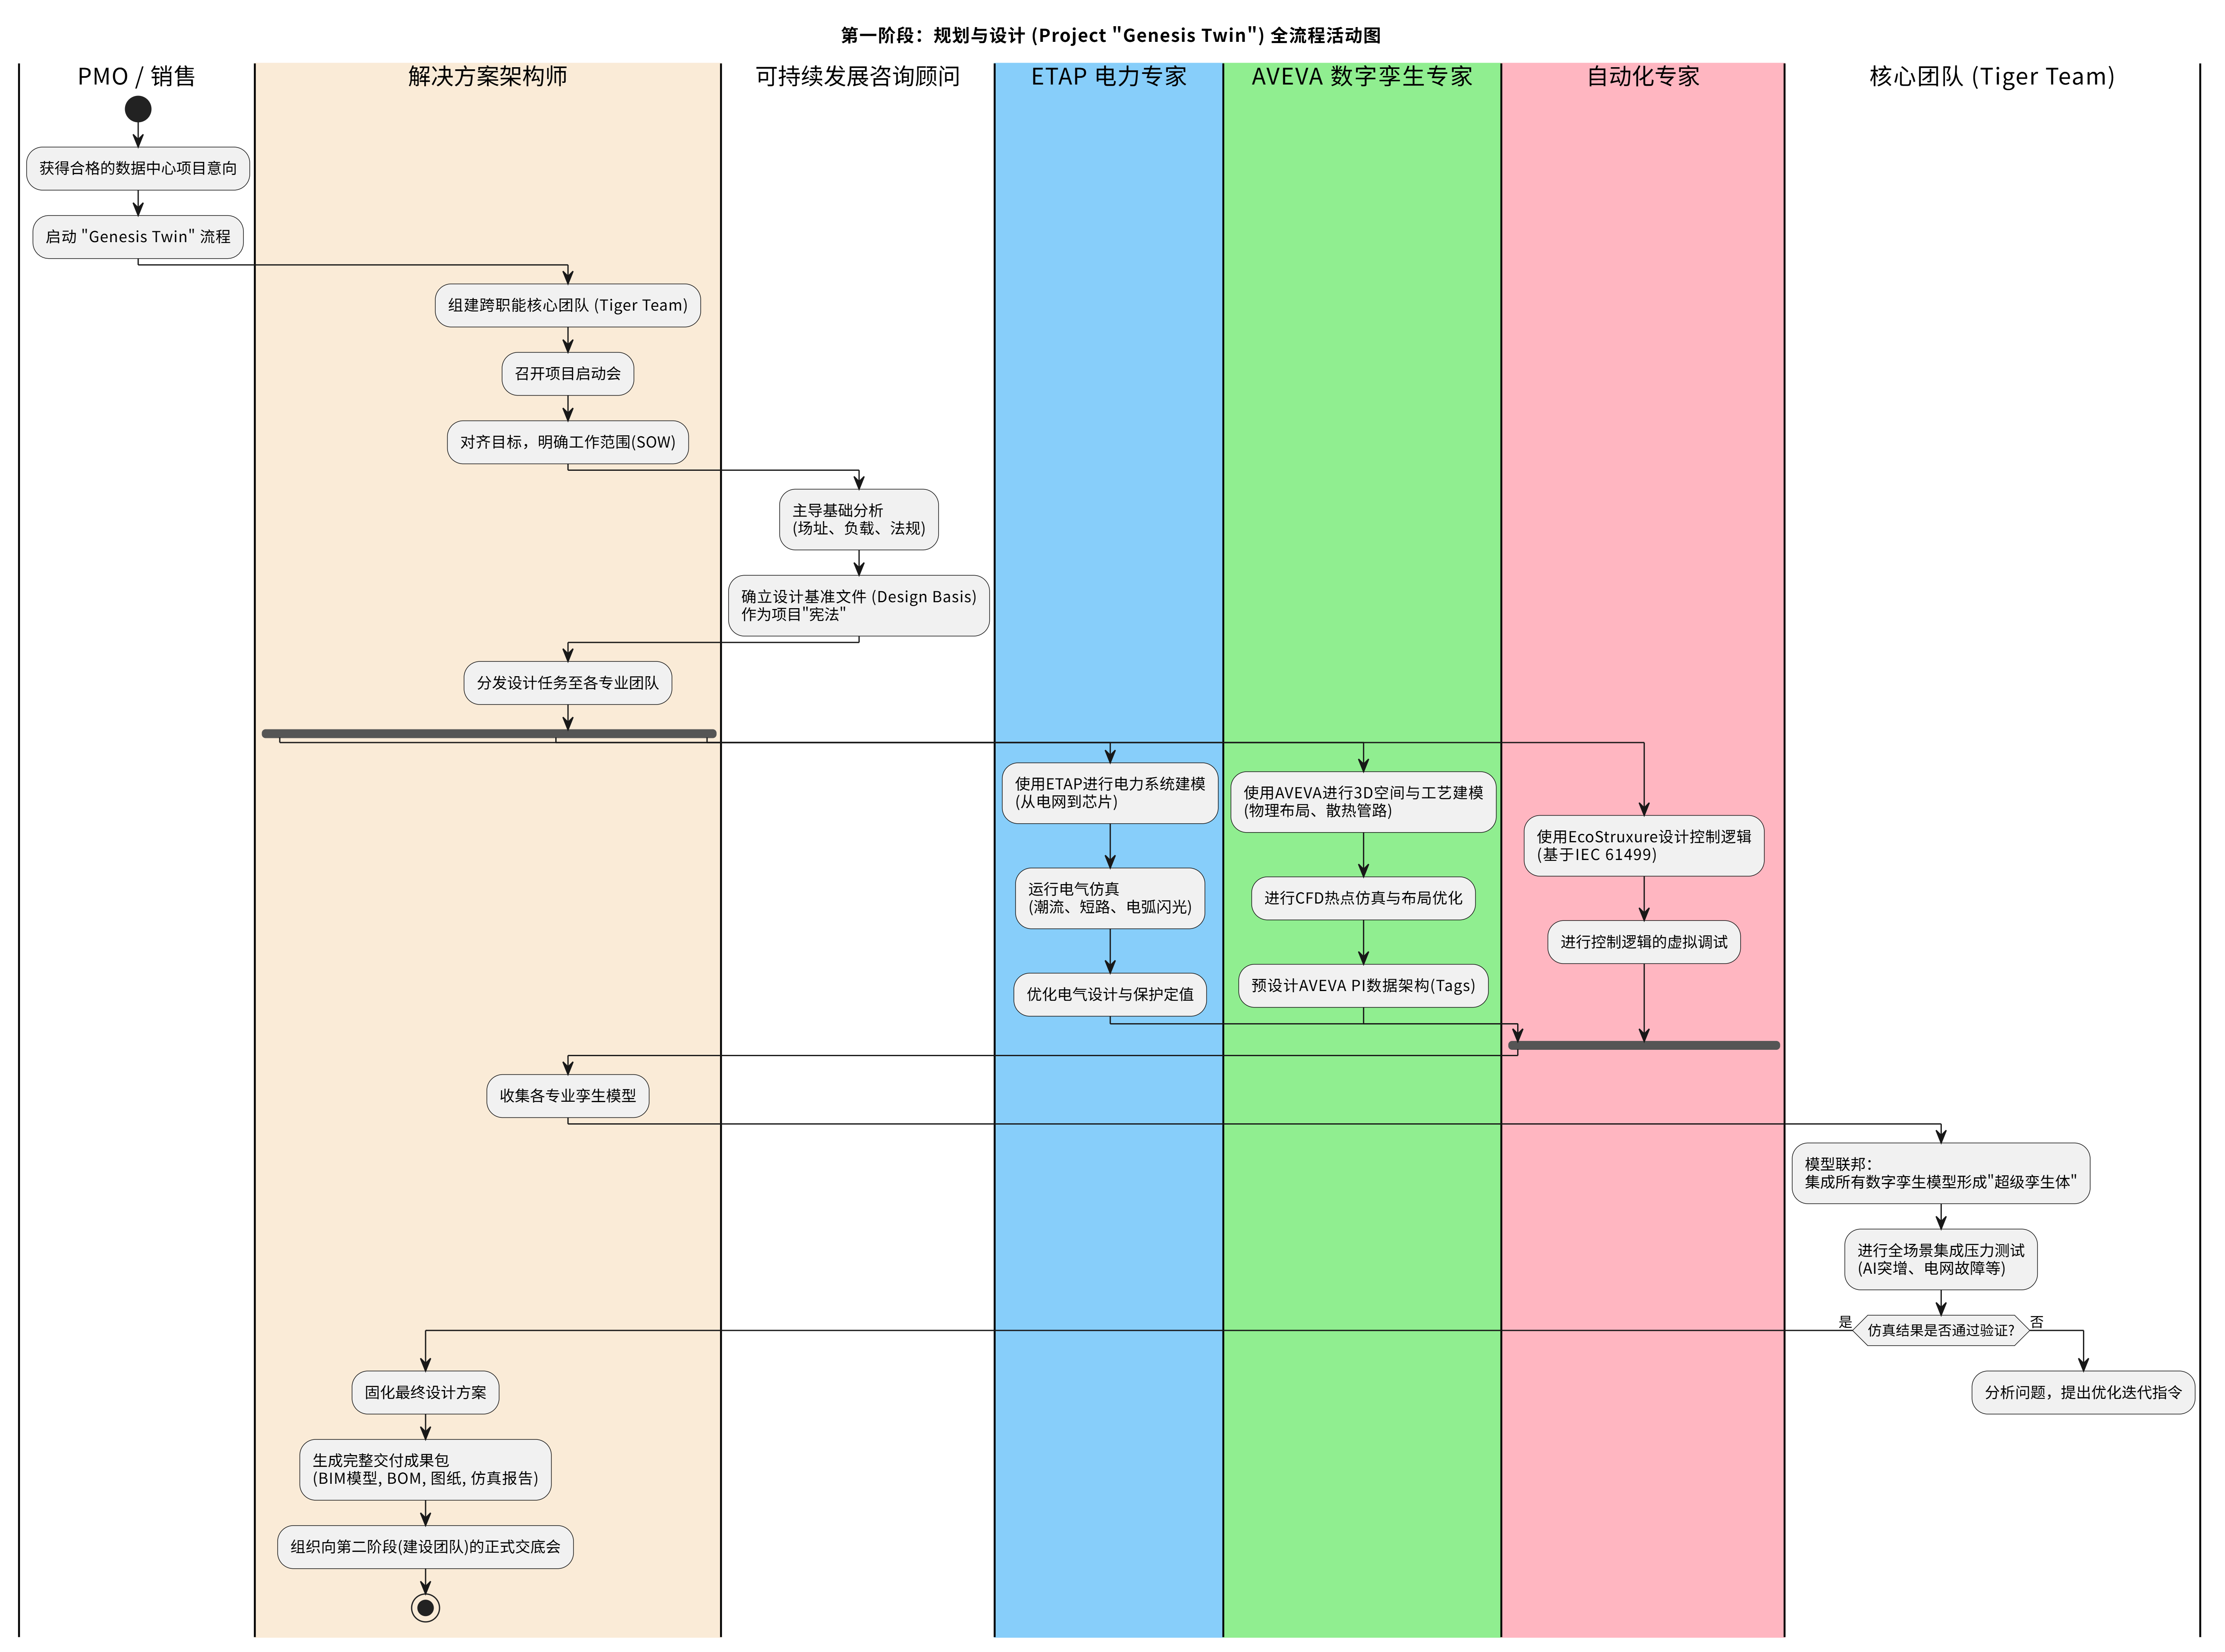 第一阶段：规划与设计 (Project "Genesis Twin") 全流程活动图
PMO / 销售
解决方案架构师
可持续发展咨询顾问
ETAP 电力专家
AVEVA 数字孪生专家
自动化专家
核心团队 (Tiger Team)
获得合格的数据中心项目意向
启动 "Genesis Twin" 流程
组建跨职能核心团队 (Tiger Team)
召开项目启动会
对齐目标，明确工作范围(SOW)
主导基础分析
(场址、负载、法规)
确立设计基准文件 (Design Basis)
作为项目"宪法"
分发设计任务至各专业团队
使用ETAP进行电力系统建模
(从电网到芯片)
运行电气仿真
(潮流、短路、电弧闪光)
优化电气设计与保护定值
使用AVEVA进行3D空间与工艺建模
(物理布局、散热管路)
进行CFD热点仿真与布局优化
预设计AVEVA PI数据架构(Tags)
使用EcoStruxure设计控制逻辑
(基于IEC 61499)
进行控制逻辑的虚拟调试
收集各专业孪生模型
模型联邦：
集成所有数字孪生模型形成"超级孪生体"
进行全场景集成压力测试
(AI突增、电网故障等)
是
仿真结果是否通过验证?
否
固化最终设计方案
分析问题，提出优化迭代指令
生成完整交付成果包
(BIM模型, BOM, 图纸, 仿真报告)
组织向第二阶段(建设团队)的正式交底会